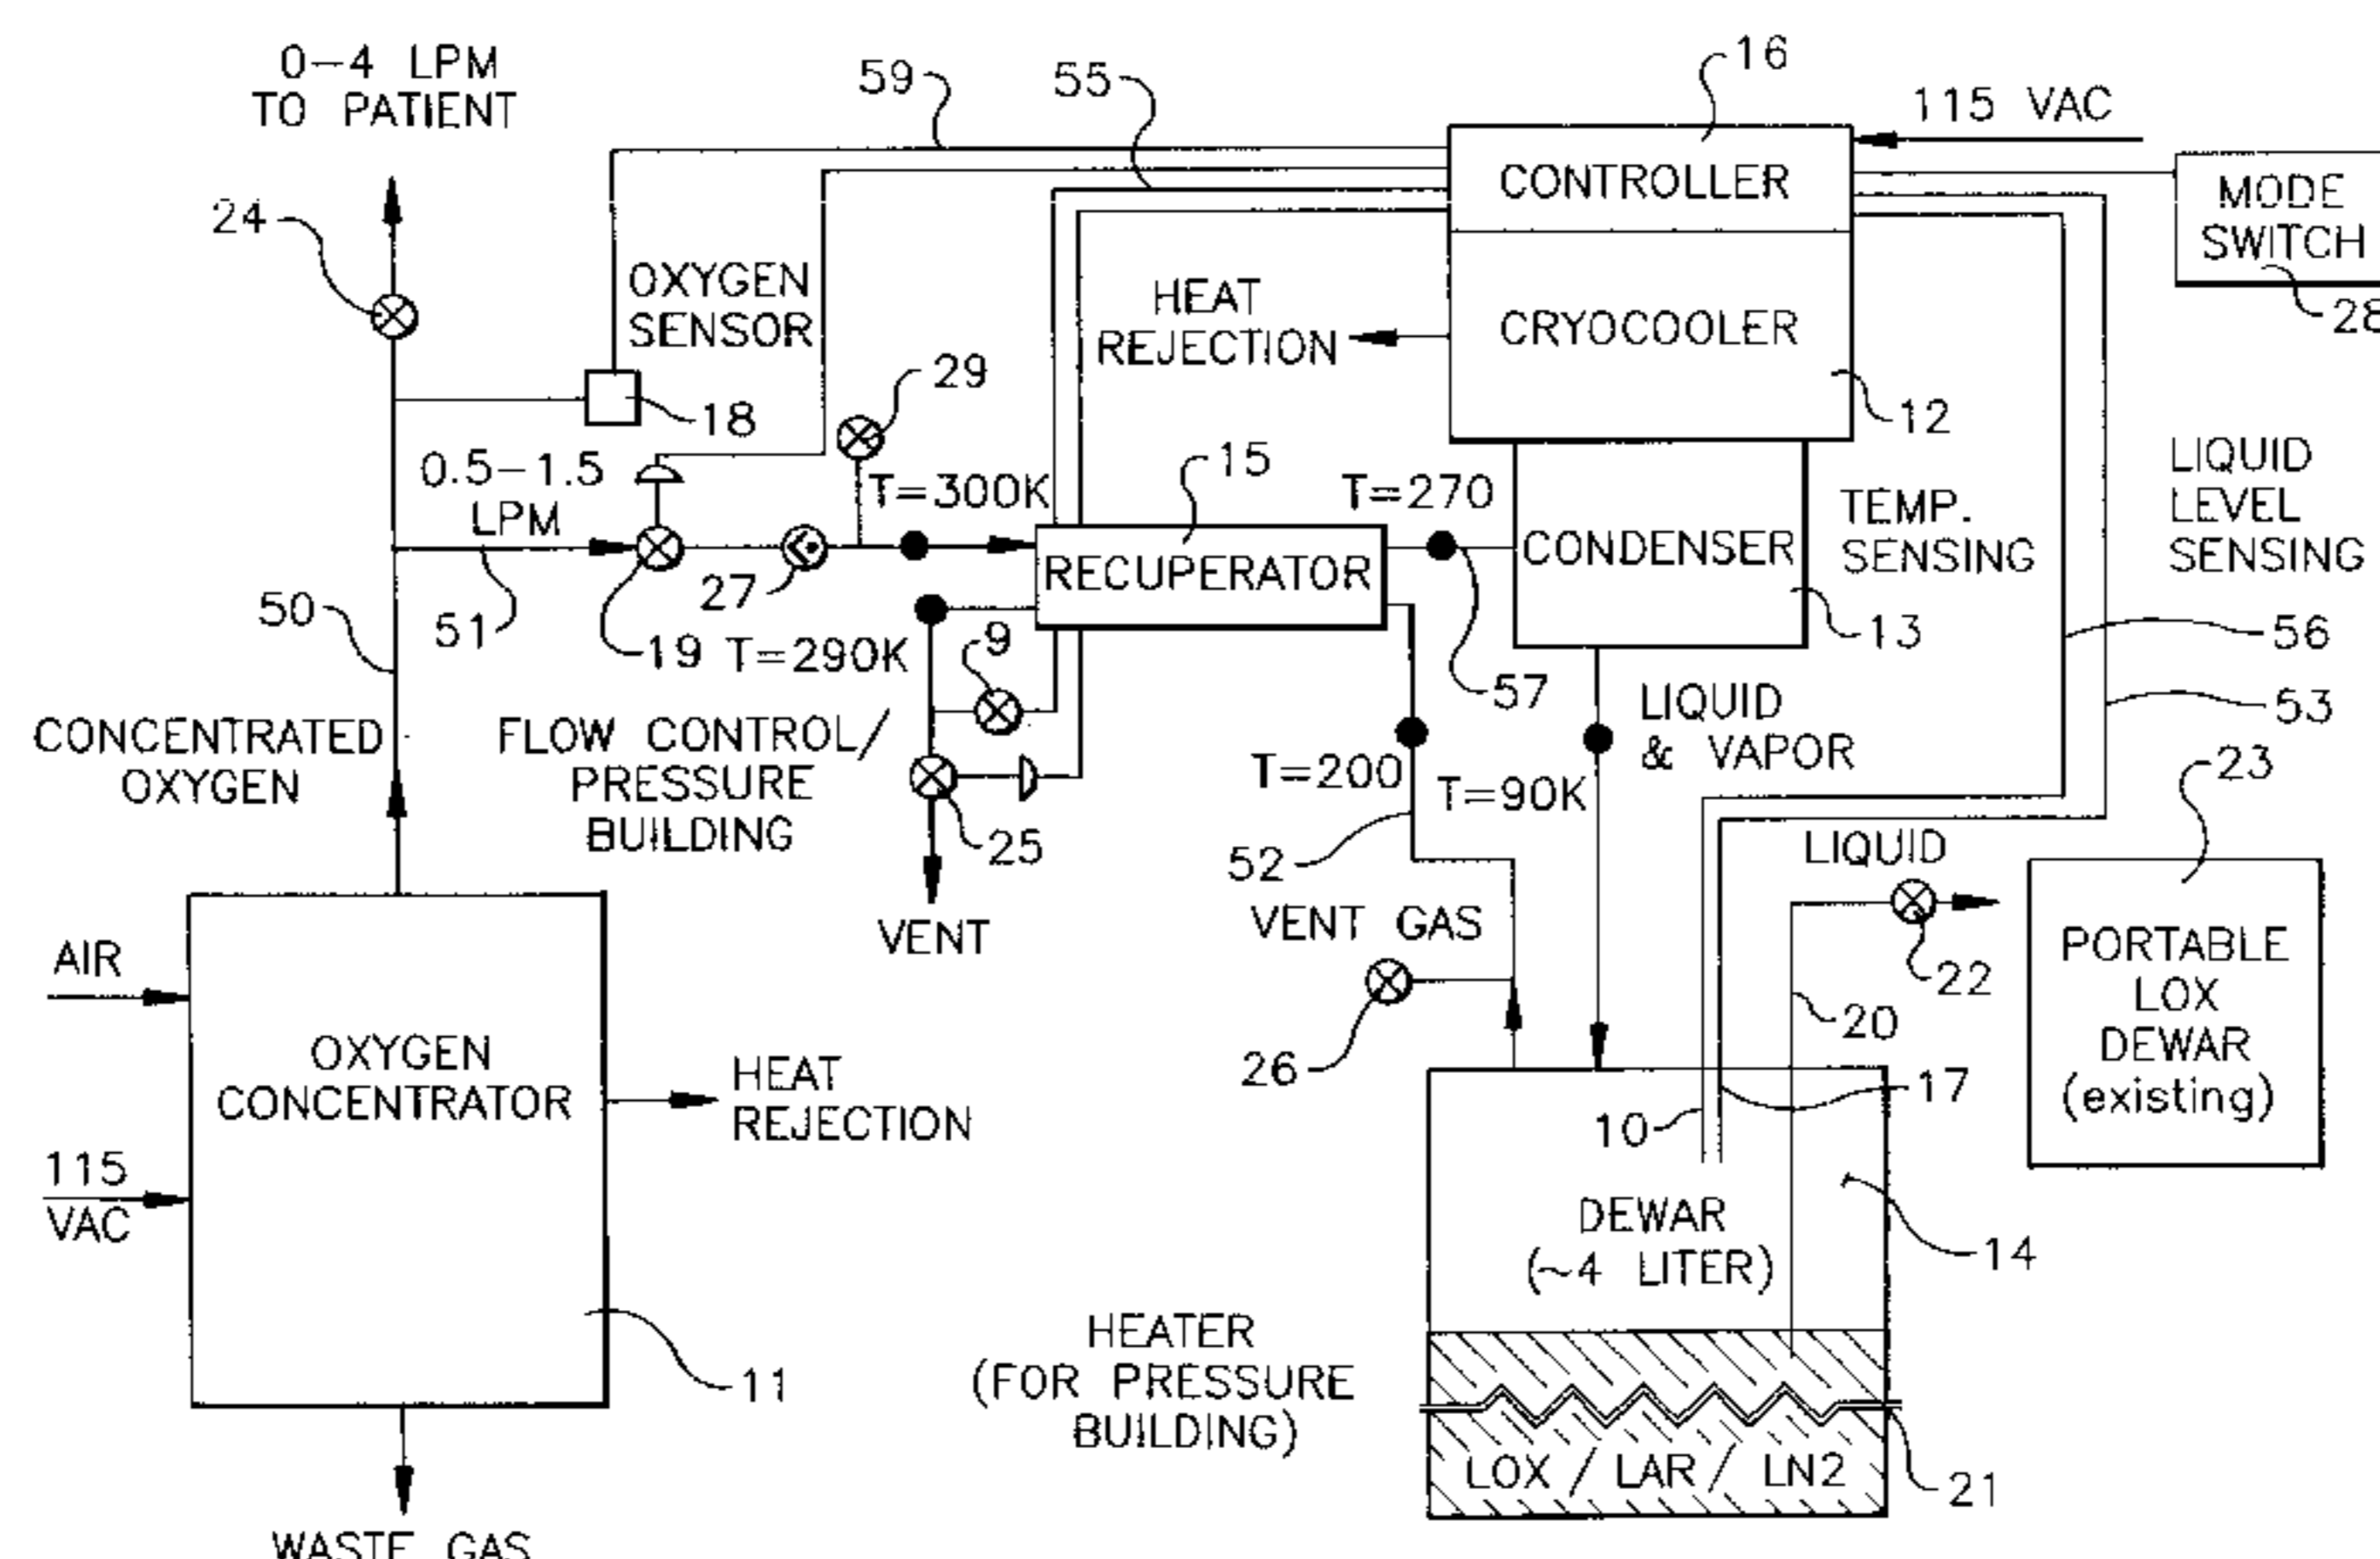 0-4 LPM
TO PATIENT
24
59
55
16
115 VAC
CONTROLLER
MODE
SWITCH
28
OXYGEN
SENSOR
18
HEAT
REJECTION
CRYOCOOLER
12
29
0.5-1.5
LPM
T=300K
15
T=270
RECUPERATOR
CONDENSER
13
TEMP.
SENSING
LIQUID
LEVEL
SENSING
50
51
19
27
T=290K
9
57
56
53
CONCENTRATED
OXYGEN
FLOW CONTROL/
PRESSURE
BUILDING
25
VENT
LIQUID
& VAPOR
T=200
T=90K
52
VENT GAS
26
LIQUID
22
20
23
PORTABLE
LOX
DEWAR
(existing)
AIR
OXYGEN
CONCENTRATOR
115
VAC
HEAT
REJECTION
11
WASTE GAS
10
17
DEWAR
(~4 LITER)
14
HEATER
(FOR PRESSURE
BUILDING)
LOX / LAR / LN2
21